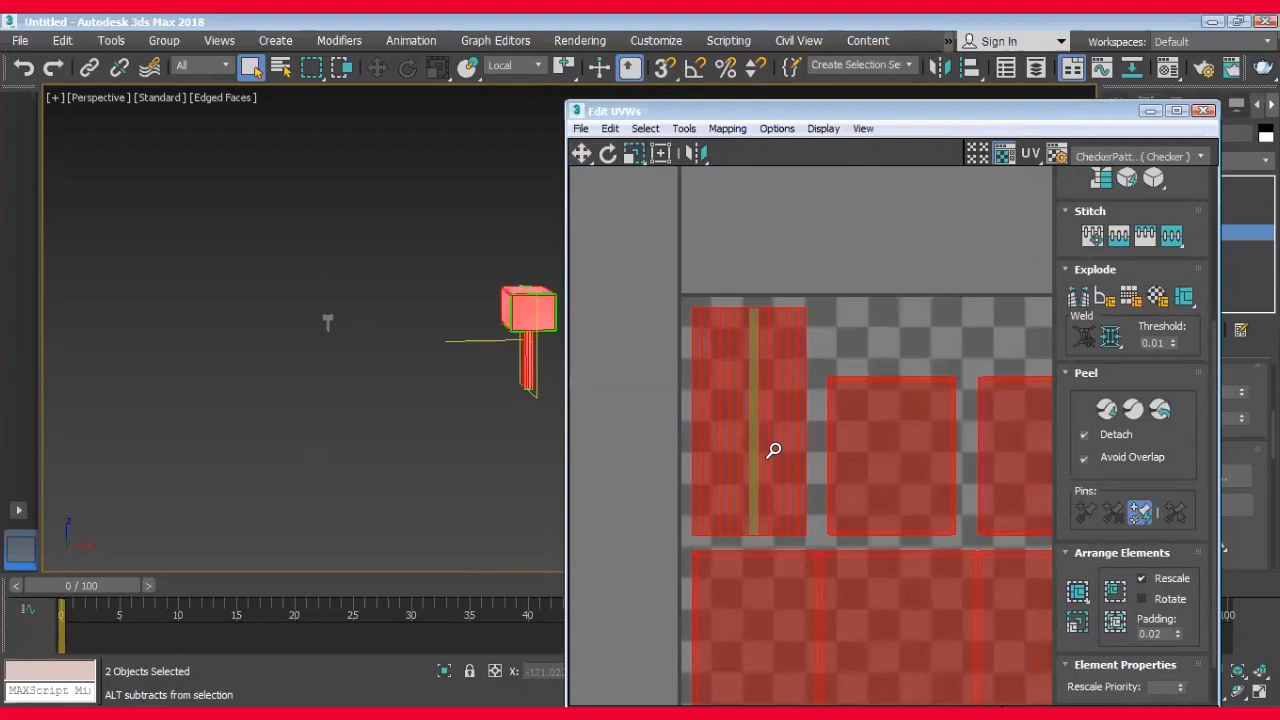 Untitled - Autodesk 3ds Max 2018
File Edit Tools Group Views Create Modifiers Animation Graph Editors Rendering Customize Scripting Civil View Content Sign In Workspaces: Default
All Local Create Selection Se
[+] [Perspective] [Standard] [Edged Faces]
Edit UVWs
File Edit Select Tools Mapping Options Display View
UV CheckerPatt...( Checker )
Stitch
Explode
Weld
Threshold:
0.01
Peel
Detach
Avoid Overlap
Pins:
Arrange Elements
Rescale
Rotate
Padding:
0.02
Element Properties
Rescale Priority:
Z
0 / 100
0 5 10 15 20 25 30 35 40 100
2 Objects Selected X:
MAXScript Mi
ALT subtracts from selection